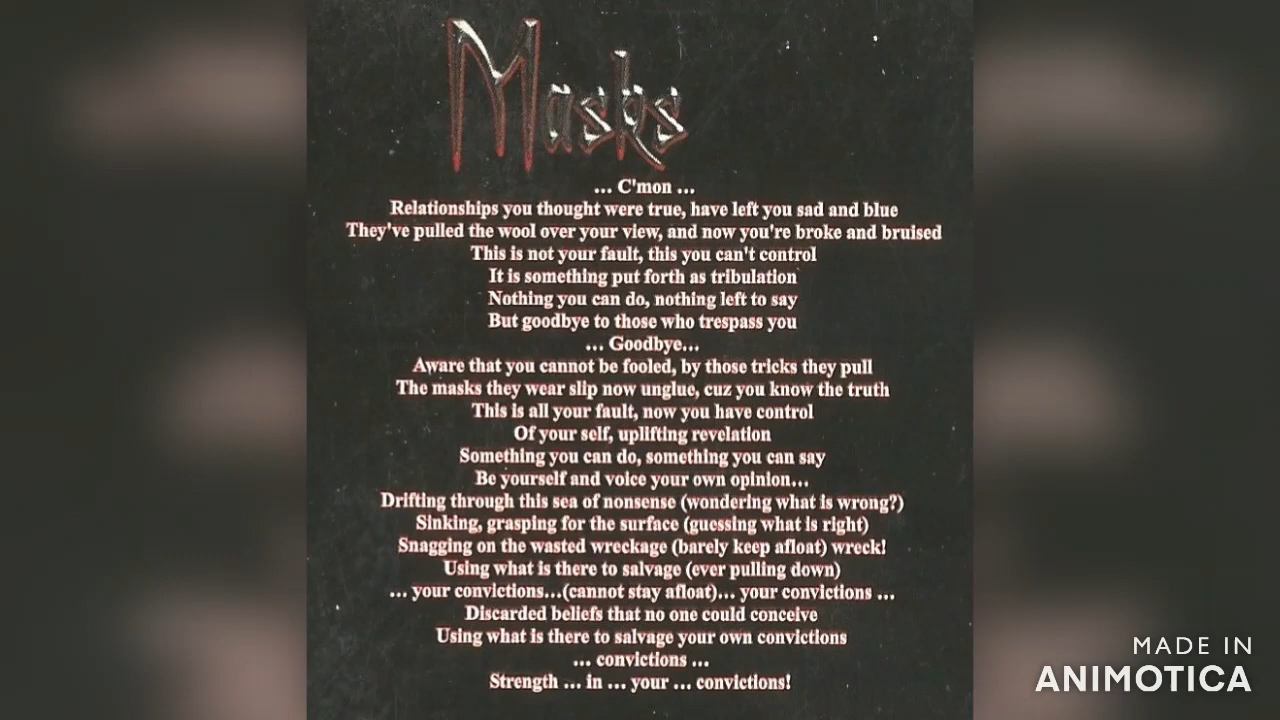 Masks
... C'mon ...
Relationships you thought were true, have left you sad and blue
They've pulled the wool over your view, and now you're broke and bruised
This is not your fault, this you can't control
It is something put forth as tribulation
Nothing you can do, nothing left to say
But goodbye to those who trespass you
... Goodbye...
Aware that you cannot be fooled, by those tricks they pull
The masks they wear slip now unglue, cuz you know the truth
This is all your fault, now you have control
Of your self, uplifting revelation
Something you can do, something you can say
Be yourself and voice your own opinion...
Drifting through this sea of nonsense (wondering what is wrong?)
Sinking, grasping for the surface (guessing what is right)
Snagging on the wasted wreckage (barely keep afloat) wreck!
Using what is there to salvage (ever pulling down)
... your convictions...(cannot stay afloat)... your convictions ...
Discarded beliefs that no one could conceive
Using what is there to salvage your own convictions
... convictions ...
Strength ... in ... your ... convictions!
MADE IN
ANIMOTICA